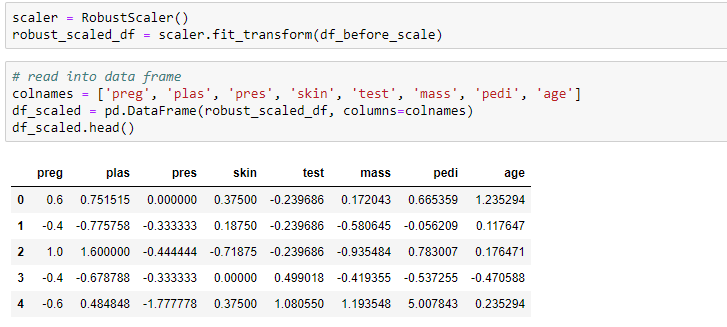 scaler = RobustScaler()
robust_scaled_df = scaler.fit_transform(df_before_scale)
# read into data frame
colnames = ['preg', 'plas', 'pres', 'skin', 'test', 'mass', 'pedi', 'age']
df_scaled = pd.DataFrame(robust_scaled_df, columns=colnames)
df_scaled.head()
preg plas pres skin test mass pedi age
0 0.6 0.751515 0.000000 0.37500 -0.239686 0.172043 0.665359 1.235294
1 -0.4 -0.775758 -0.333333 0.18750 -0.239686 -0.580645 -0.056209 0.117647
2 1.0 1.600000 -0.444444 -0.71875 -0.239686 -0.935484 0.783007 0.176471
3 -0.4 -0.678788 -0.333333 0.00000 0.499018 -0.419355 -0.537255 -0.470588
4 -0.6 0.484848 -1.777778 0.37500 1.080550 1.193548 5.007843 0.235294